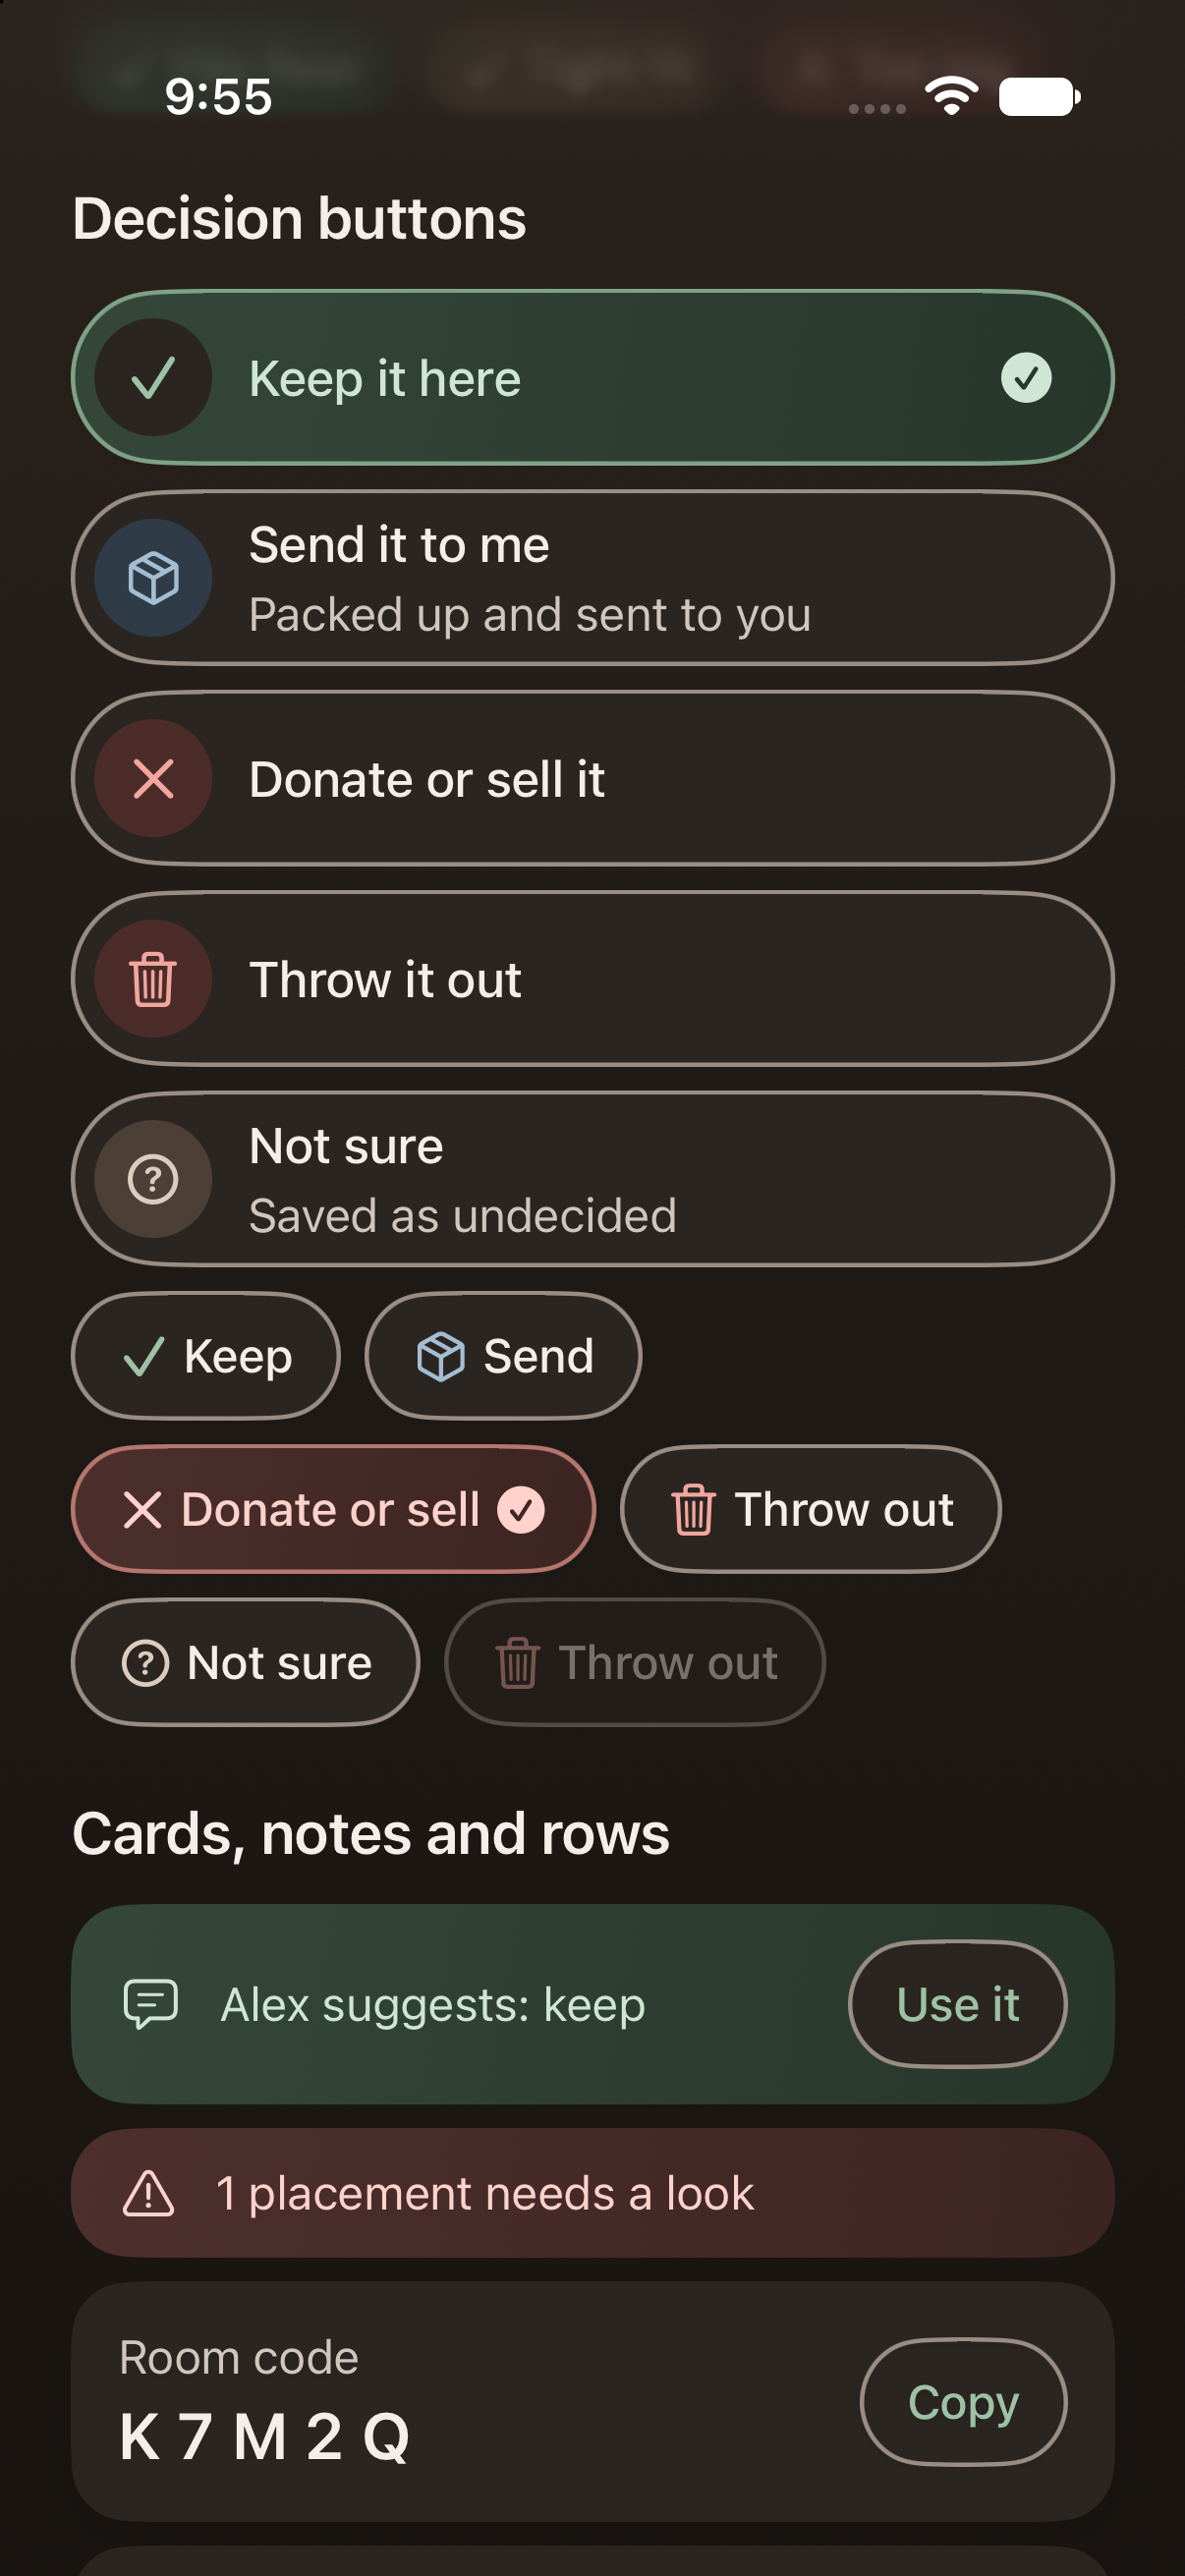 9:55
Decision buttons
Keep it here
Send it to me
Packed up and sent to you
Donate or sell it
Throw it out
Not sure
Saved as undecided
Keep
Send
Donate or sell
Throw out
Not sure
Throw out
Cards, notes and rows
Alex suggests: keep
Use it
1 placement needs a look
Room code
K7M2Q
Copy